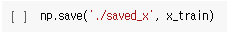 [ ] np.save('./saved_x', x_train)